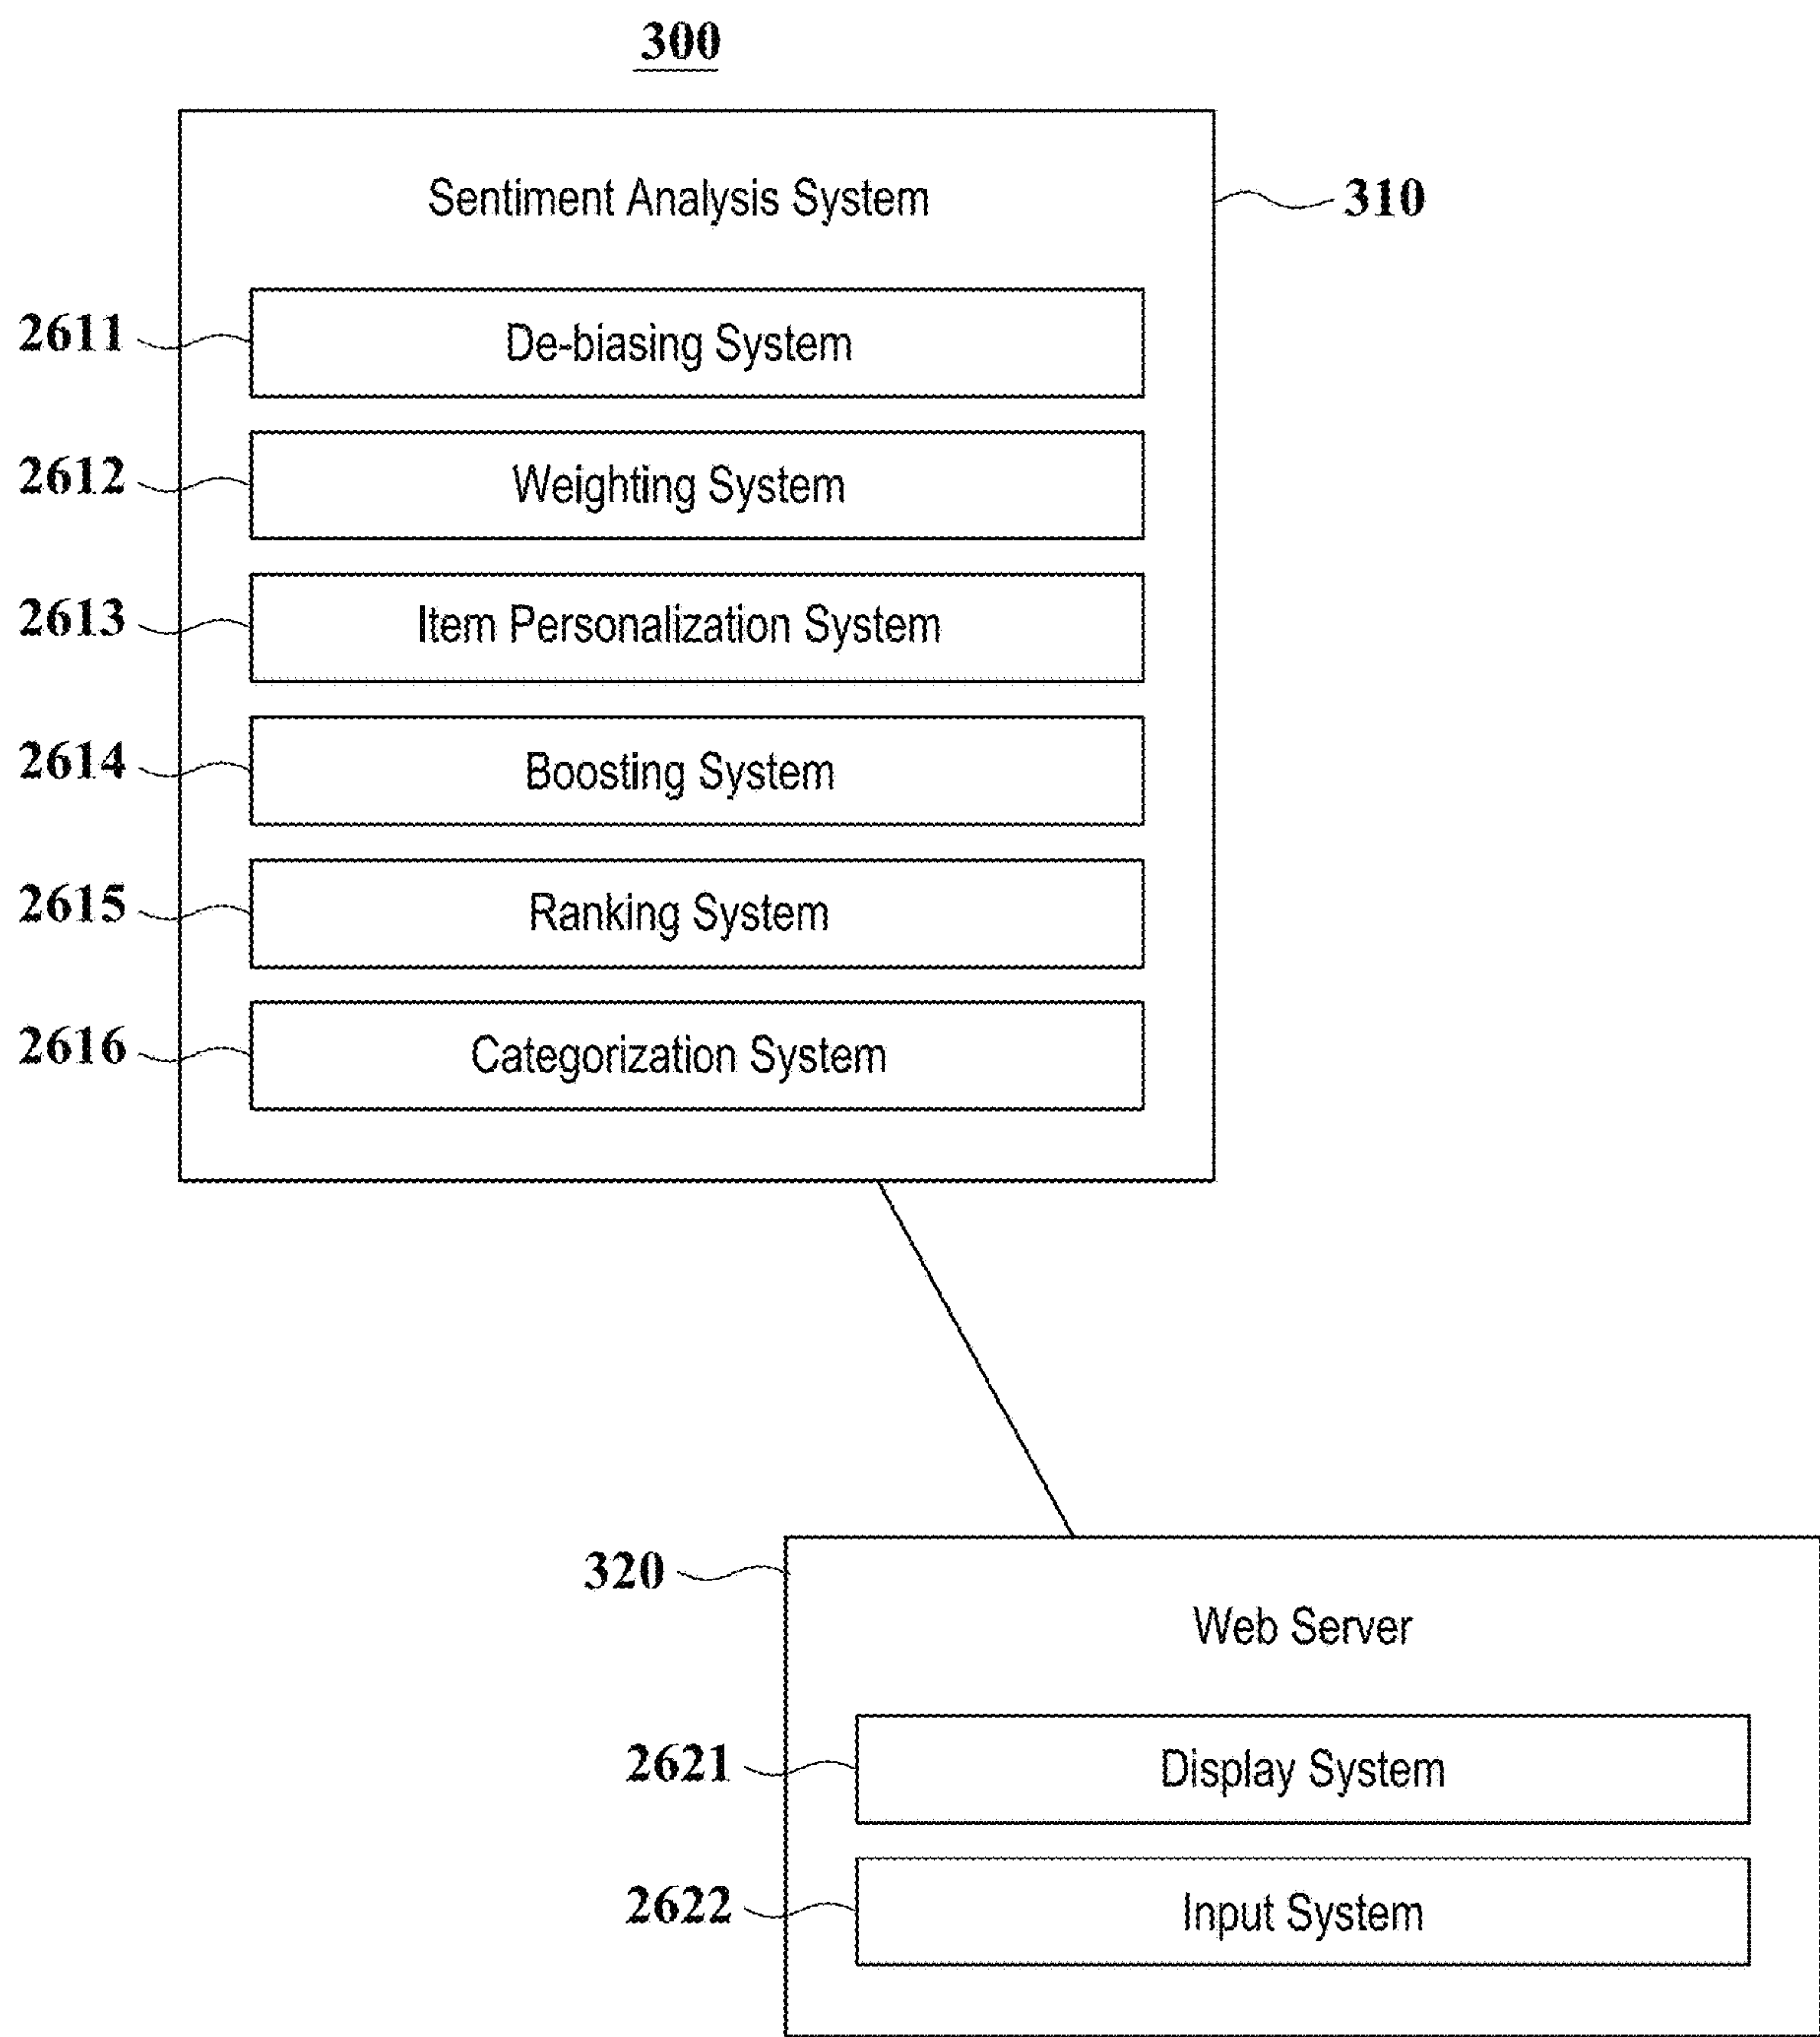 300
Sentiment Analysis System
310
2611
De-biasing System
2612
Weighting System
2613
Item Personalization System
2614
Boosting System
2615
Ranking System
2616
Categorization System
320
Web Server
2621
Display System
2622
Input System